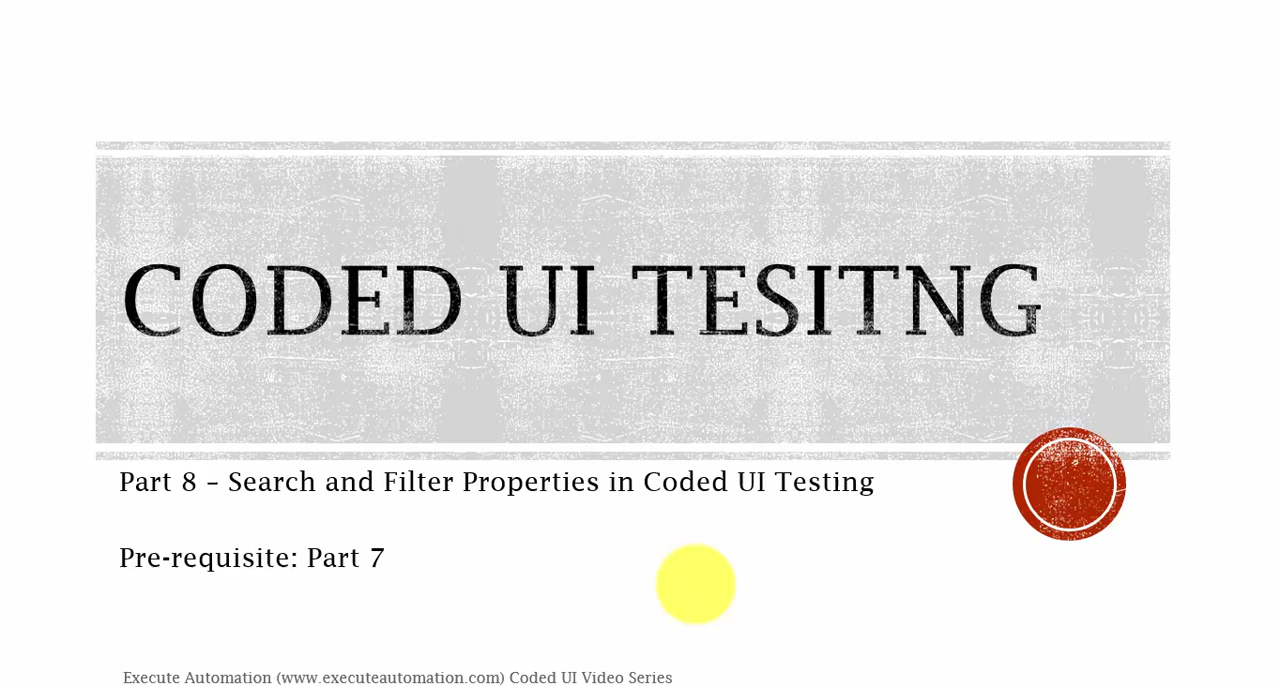 CODED UI TESITNG
Part 8 – Search and Filter Properties in Coded UI Testing
Pre-requisite: Part 7
Execute Automation (www.executeautomation.com) Coded UI Video Series